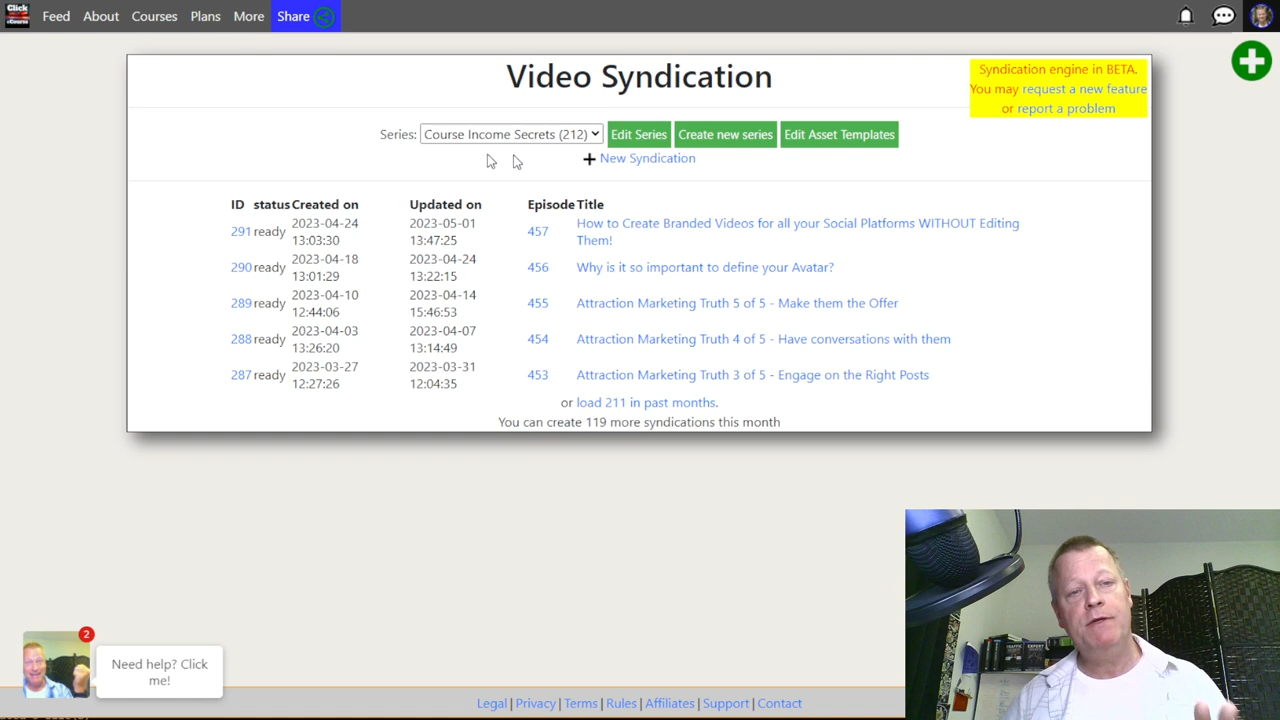 Click
eCourse
Feed About Courses Plans More Share
Video Syndication
Syndication engine in BETA.
You may request a new feature
or report a problem
Series: Course Income Secrets (212) Edit Series Create new series Edit Asset Templates
New Syndication
ID status Created on Updated on Episode Title
291 ready 2023-04-24 13:03:30 2023-05-01 13:47:25 457 How to Create Branded Videos for all your Social Platforms WITHOUT Editing Them!
290 ready 2023-04-18 13:01:29 2023-04-24 13:22:15 456 Why is it so important to define your Avatar?
289 ready 2023-04-10 12:44:06 2023-04-14 15:46:53 455 Attraction Marketing Truth 5 of 5 - Make them the Offer
288 ready 2023-04-03 13:26:20 2023-04-07 13:14:49 454 Attraction Marketing Truth 4 of 5 - Have conversations with them
287 ready 2023-03-27 12:27:26 2023-03-31 12:04:35 453 Attraction Marketing Truth 3 of 5 - Engage on the Right Posts
or load 211 in past months.
You can create 119 more syndications this month
2
Need help? Click
me!
TRAFFIC
EXPERT
Legal | Privacy | Terms | Rules | Affiliates | Support | Contact